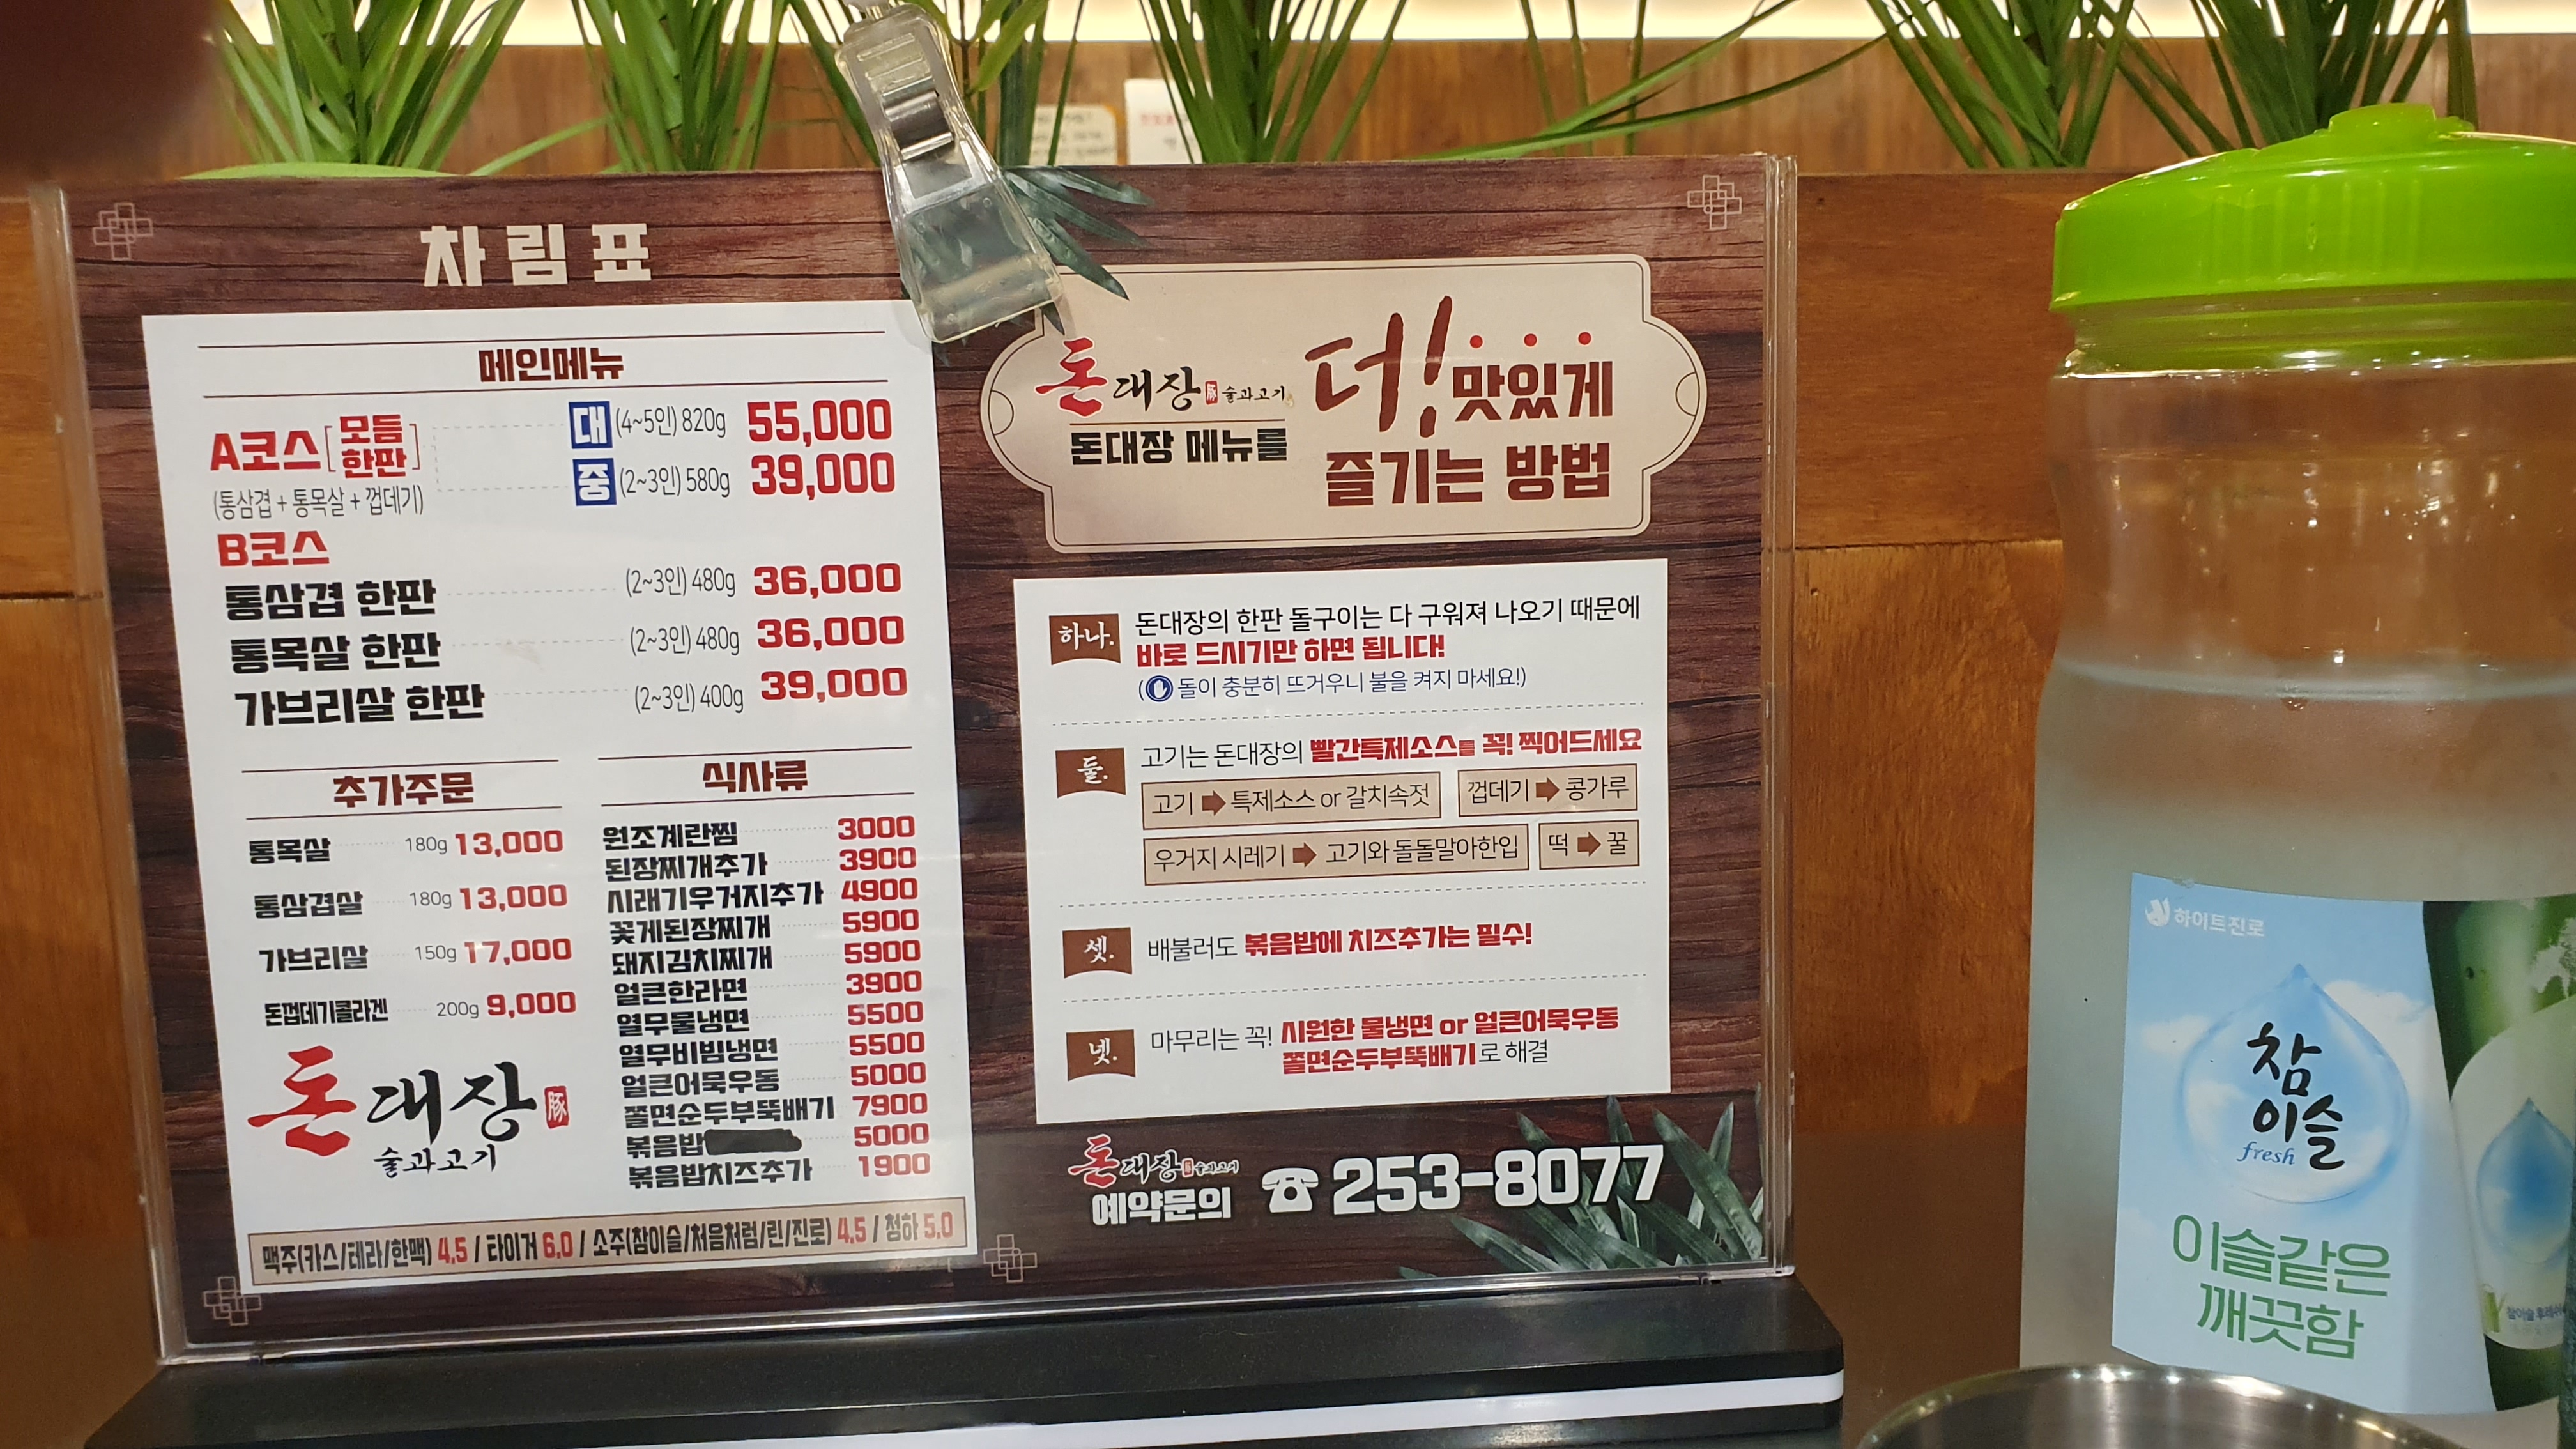 차림표
메인메뉴
A코스 [모듬 한판]
(통삼겹 + 통목살 + 껍데기)
대 (4~5인) 820g 55,000
중 (2~3인) 580g 39,000
B코스
통삼겹 한판 (2~3인) 480g 36,000
통목살 한판 (2~3인) 480g 36,000
가브리살 한판 (2~3인) 400g 39,000
추가주문
통목살 180g 13,000
통삼겹살 180g 13,000
가브리살 150g 17,000
돈껍데기콜라겐 200g 9,000
돈대장 豚
술과고기
식사류
원조계란찜 3000
된장찌개추가 3900
시래기우거지추가 4900
꽃게된장찌개 5900
돼지김치찌개 5900
얼큰한라면 3900
열무물냉면 5500
열무비빔냉면 5500
얼큰어묵우동 5000
쫄면순두부뚝배기 7900
볶음밥 5000
볶음밥치즈추가 1900
맥주(카스/테라/한맥) 4,5 / 타이거 6,0 / 소주(참이슬/처음처럼/린/진로) 4,5 / 청하 5,0
돈대장 豚 술과고기
돈대장 메뉴를
더! 맛있게
즐기는 방법
하나. 돈대장의 한판 돌구이는 다 구워져 나오기 때문에
바로 드시기만 하면 됩니다!
(돌이 충분히 뜨거우니 불을 켜지 마세요!)
둘. 고기는 돈대장의 빨간특제소스를 꼭! 찍어드세요
고기 ➡ 특제소스 or 갈치속젓 껍데기 ➡ 콩가루
우거지 시레기 ➡ 고기와 돌돌말아한입 떡 ➡ 꿀
셋. 배불러도 볶음밥에 치즈추가는 필수!
넷. 마무리는 꼭! 시원한 물냉면 or 얼큰어묵우동
쫄면순두부뚝배기로 해결
돈대장 술과고기
예약문의 ☎ 253-8077
하이트진로
참
이슬
fresh
이슬같은
깨끗함